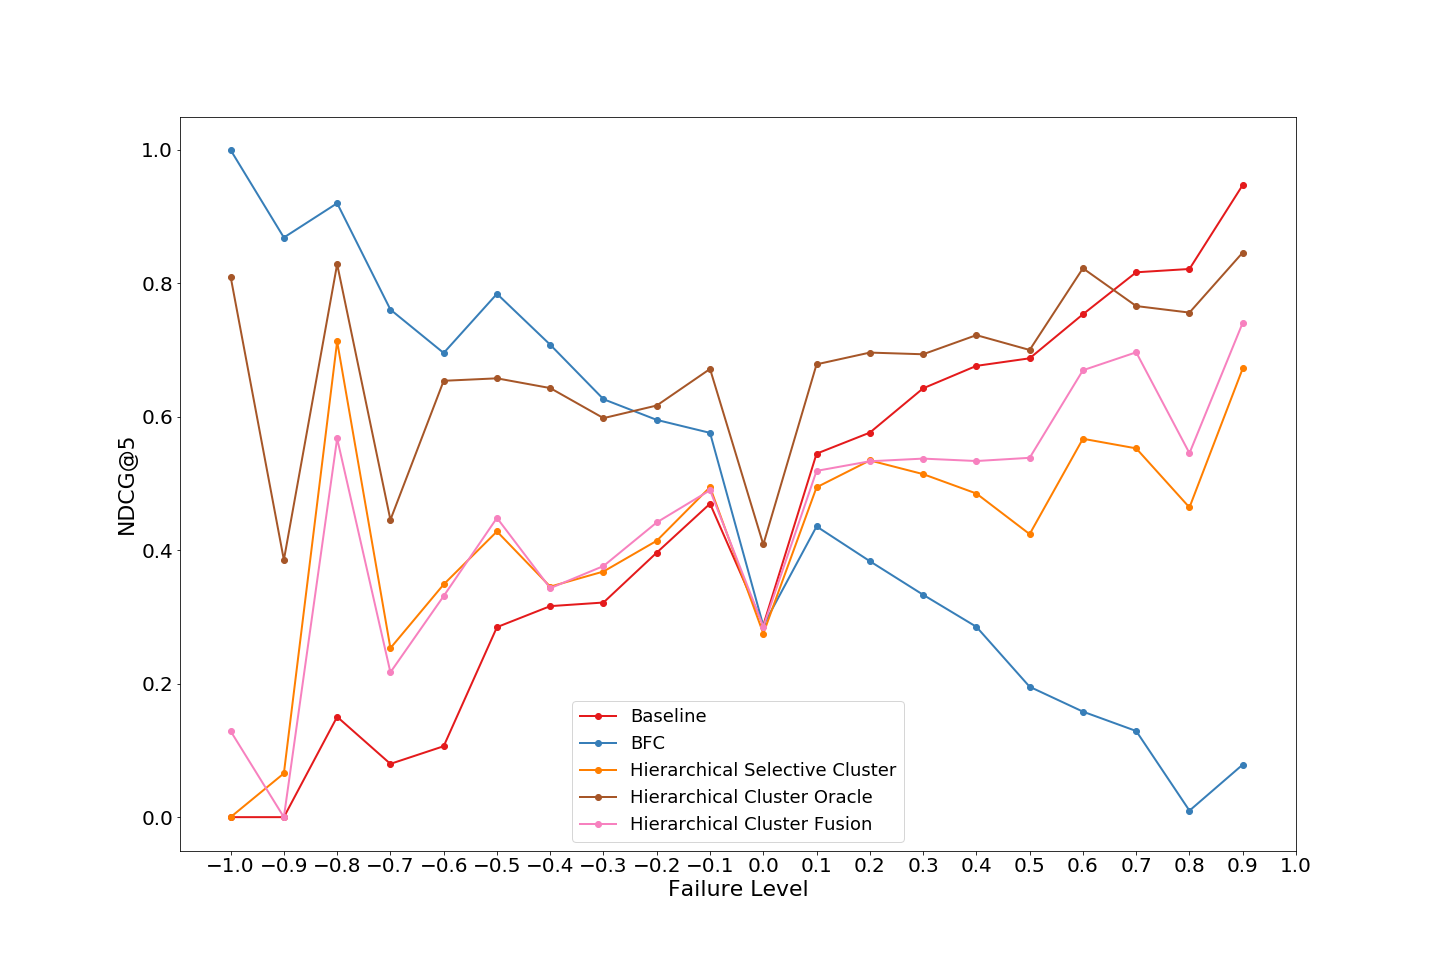 1.0
0.8
0.6
0.4
0.2
0.0
NDCG@5
Baseline
BFC
Hierarchical Selective Cluster
Hierarchical Cluster Oracle
Hierarchical Cluster Fusion
−1.0 −0.9 −0.8 −0.7 −0.6 −0.5 −0.4 −0.3 −0.2 −0.1 0.0 0.1 0.2 0.3 0.4 0.5 0.6 0.7 0.8 0.9 1.0
Failure Level